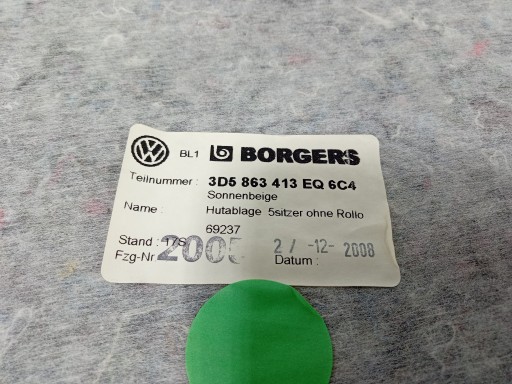 BL1 BORGERS
Teilnummer : 3D5 863 413 EQ 6C4
Sonnenbeige
Name : Hutablage 5sitzer ohne Rollo
69237
Stand :
Fzg-Nr 2005 -12- 2008
Datum :